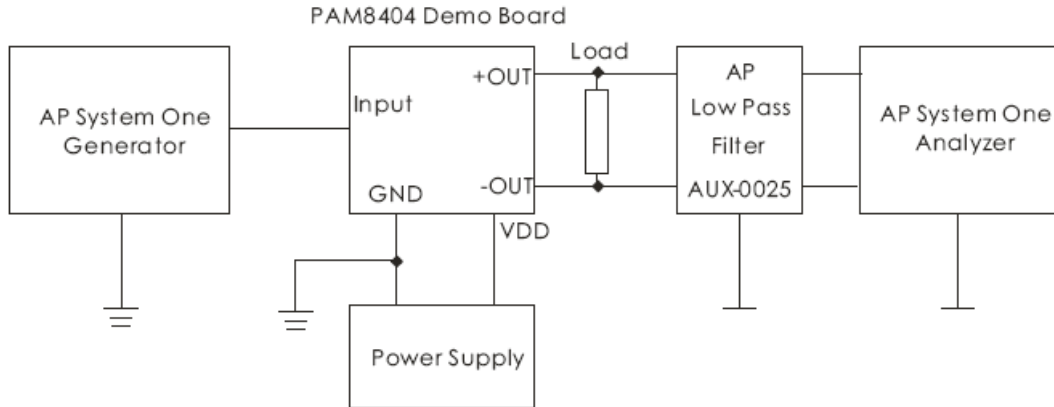 PAM8404 Demo Board
AP System One
Generator
Input
+OUT
-OUT
GND
VDD
Load
AP
Low Pass
Filter
AUX-0025
AP System One
Analyzer
Power Supply